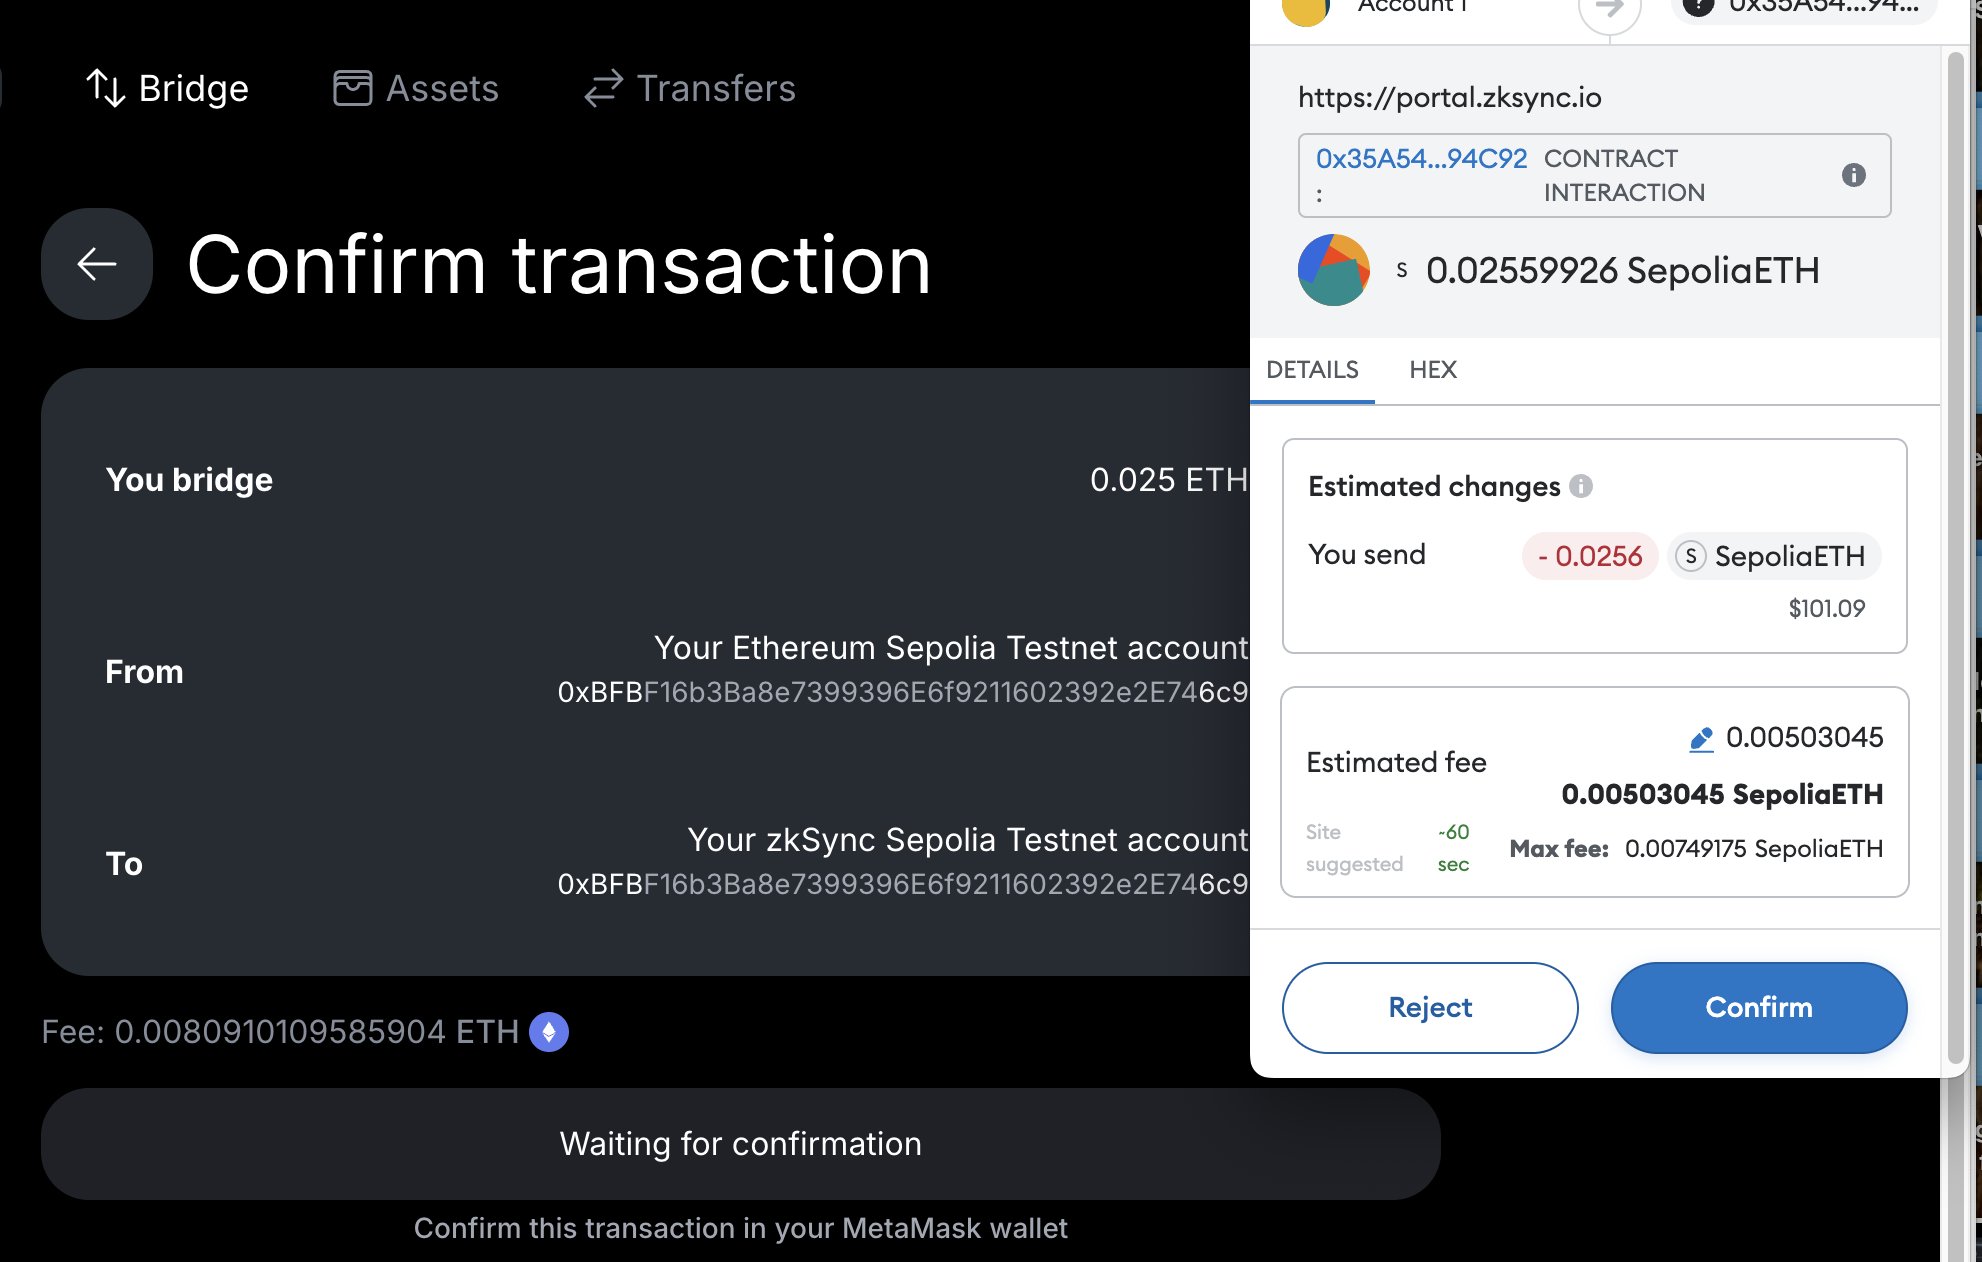 Bridge
Assets
Transfers
Confirm transaction
You bridge
0.025 ETH
From
Your Ethereum Sepolia Testnet account
0xBFBF16b3Ba8e7399396E6f9211602392e2E746c9
To
Your zkSync Sepolia Testnet account
0xBFBF16b3Ba8e7399396E6f9211602392e2E746c9
Fee: 0.0080910109585904 ETH
Waiting for confirmation
Confirm this transaction in your MetaMask wallet
Account 1
0x35A54...94...
https://portal.zksync.io
0x35A54...94C92 CONTRACT
: INTERACTION
S 0.02559926 SepoliaETH
DETAILS
HEX
Estimated changes
You send
- 0.0256
S SepoliaETH
$101.09
Estimated fee
0.00503045
0.00503045 SepoliaETH
Site suggested
~60 sec
Max fee: 0.00749175 SepoliaETH
Reject
Confirm